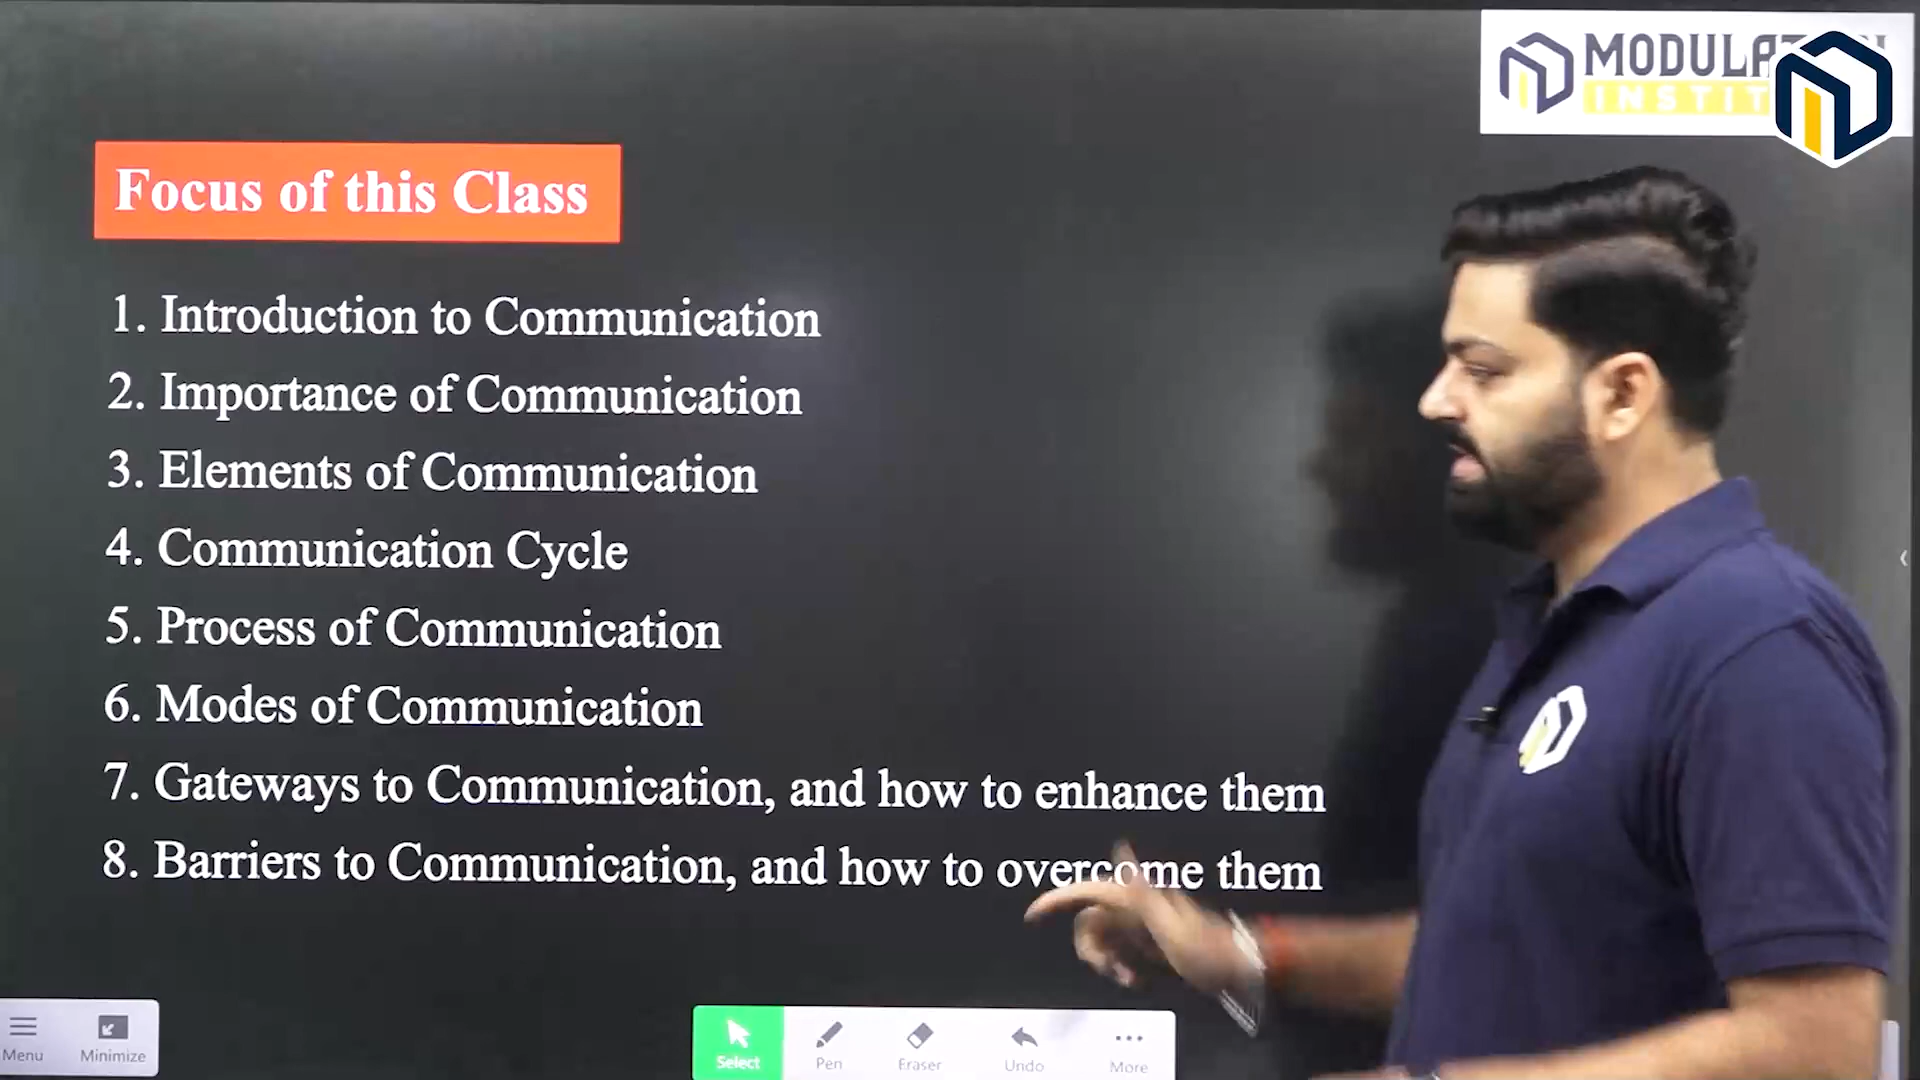 MODULA
INSTIT
Focus of this Class
1. Introduction to Communication
2. Importance of Communication
3. Elements of Communication
4. Communication Cycle
5. Process of Communication
6. Modes of Communication
7. Gateways to Communication, and how to enhance them
8. Barriers to Communication, and how to overcome them
Menu
Minimize
Select
Pen
Eraser
Undo
More